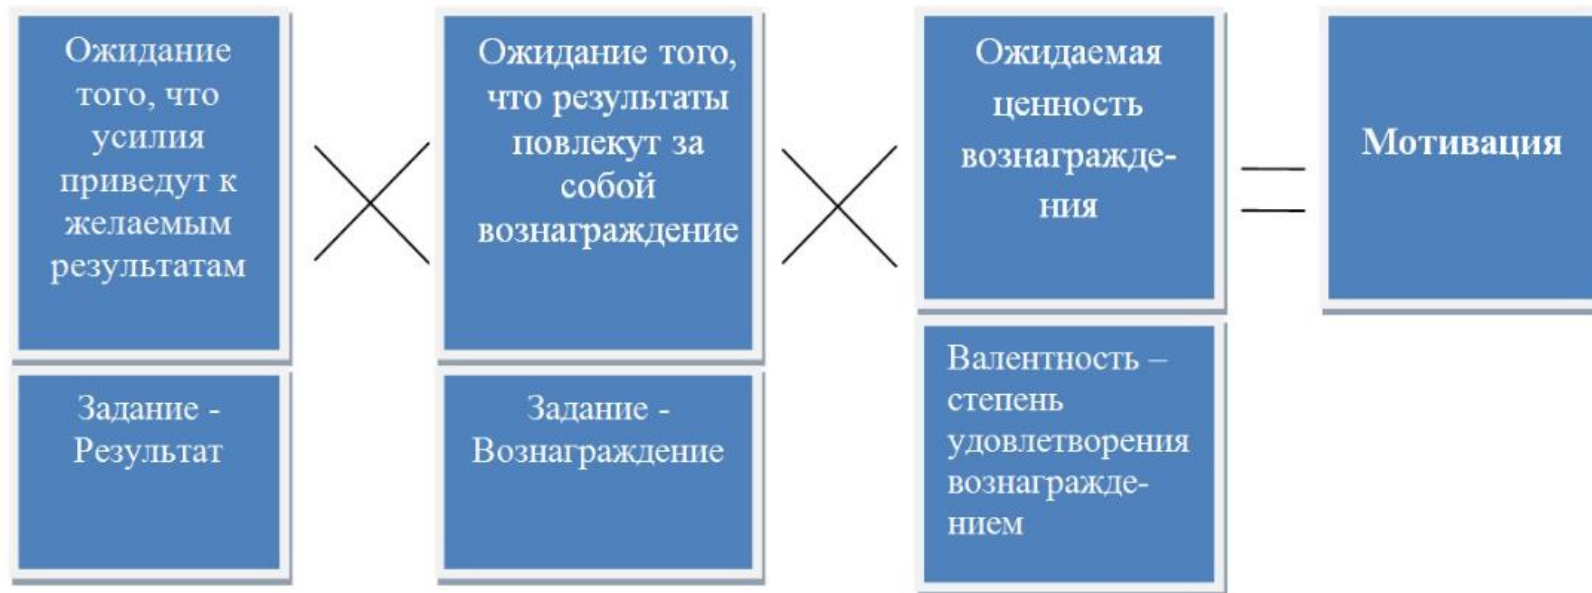 Ожидание
того, что
усилия
приведут к
желаемым
результатам
Ожидание того,
что результаты
повлекут за
собой
вознаграждение
Ожидаемая
ценность
вознагражде-
ния
Мотивация
Задание -
Результат
Задание -
Вознаграждение
Валентность –
степень
удовлетворения
вознагражде-
нием